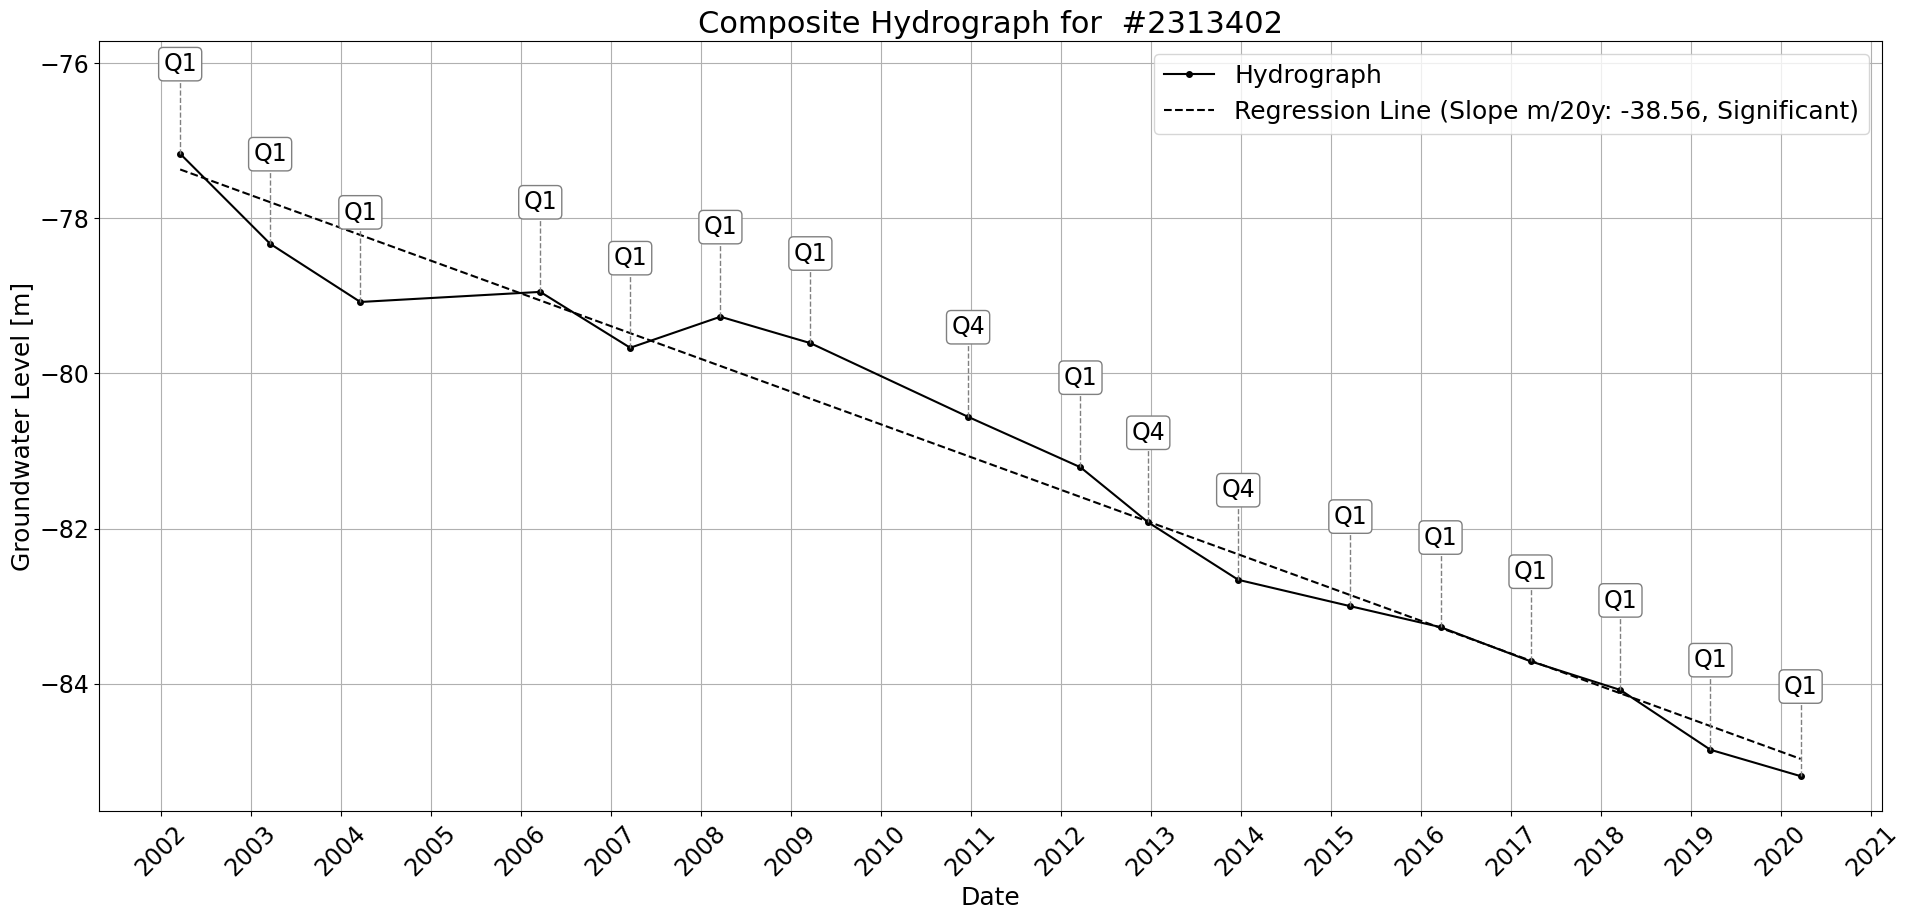 Composite Hydrograph for  #2313402
Hydrograph
Regression Line (Slope m/20y: -38.56, Significant)
Groundwater Level [m]
−76
−78
−80
−82
−84
Q1
Q1
Q1
Q1
Q1
Q1
Q1
Q4
Q1
Q4
Q4
Q1
Q1
Q1
Q1
Q1
Q1
2002
2003
2004
2005
2006
2007
2008
2009
2010
2011
2012
2013
2014
2015
2016
2017
2018
2019
2020
2021
Date